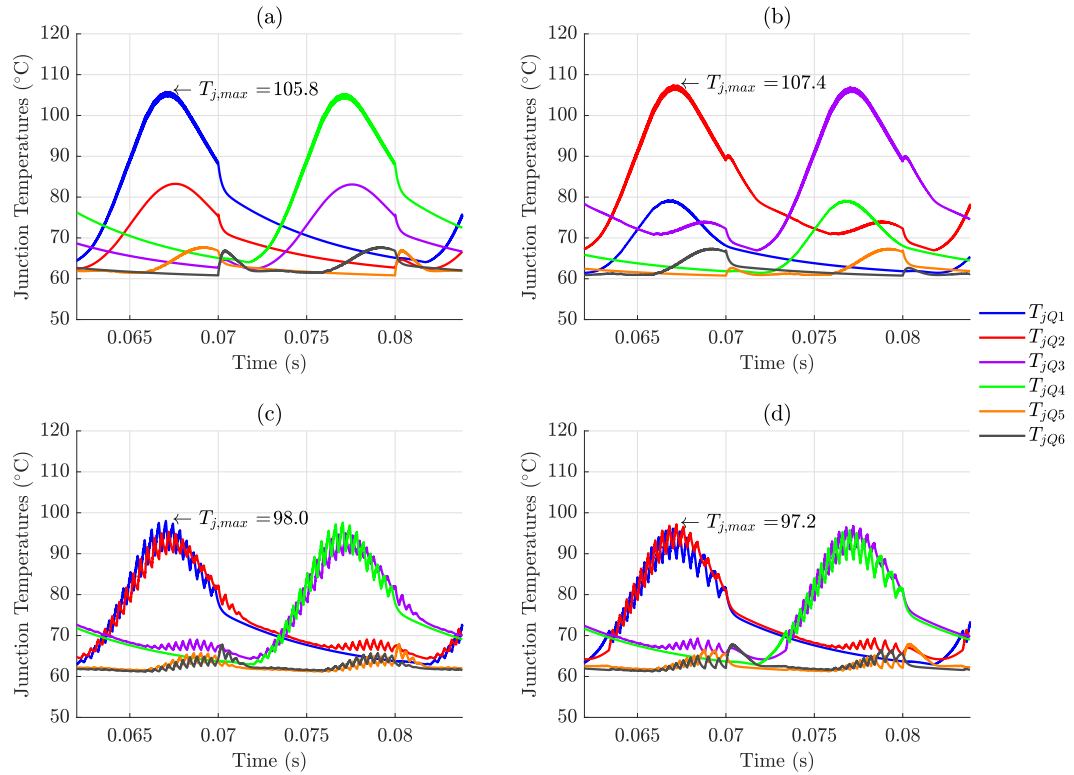 (a)
Junction Temperatures (°C)
120
110
100
90
80
70
60
50
← T_{j,max} = 105.8
0.065
0.07
0.075
0.08
Time (s)
(b)
Junction Temperatures (°C)
120
110
100
90
80
70
60
50
← T_{j,max} = 107.4
0.065
0.07
0.075
0.08
Time (s)
T_{jQ1}
T_{jQ2}
T_{jQ3}
T_{jQ4}
T_{jQ5}
T_{jQ6}
(c)
Junction Temperatures (°C)
120
110
100
90
80
70
60
50
← T_{j,max} = 98.0
0.065
0.07
0.075
0.08
Time (s)
(d)
Junction Temperatures (°C)
120
110
100
90
80
70
60
50
← T_{j,max} = 97.2
0.065
0.07
0.075
0.08
Time (s)